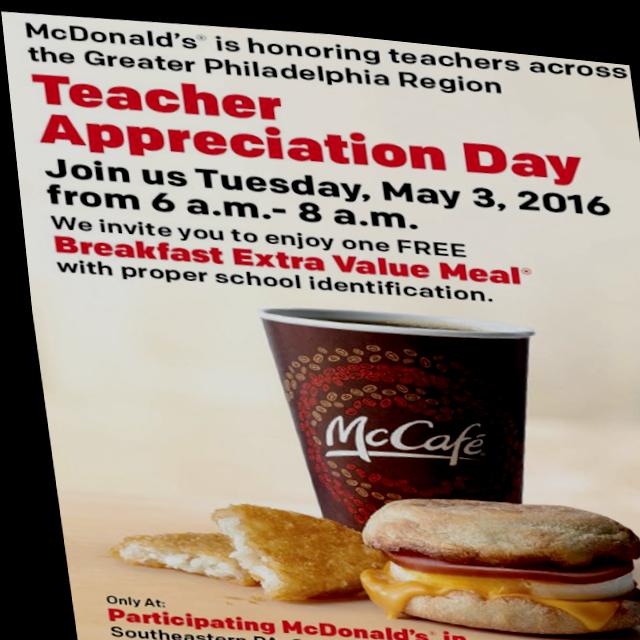 McDonald's® is honoring teachers across
the Greater Philadelphia Region
Teacher
Appreciation Day
Join us Tuesday, May 3, 2016
from 6 a.m.- 8 a.m.
We invite you to enjoy one FREE
Breakfast Extra Value Meal®
with proper school identification.
McCafé
Only At:
Participating McDonald's® in
Southeastern PA,